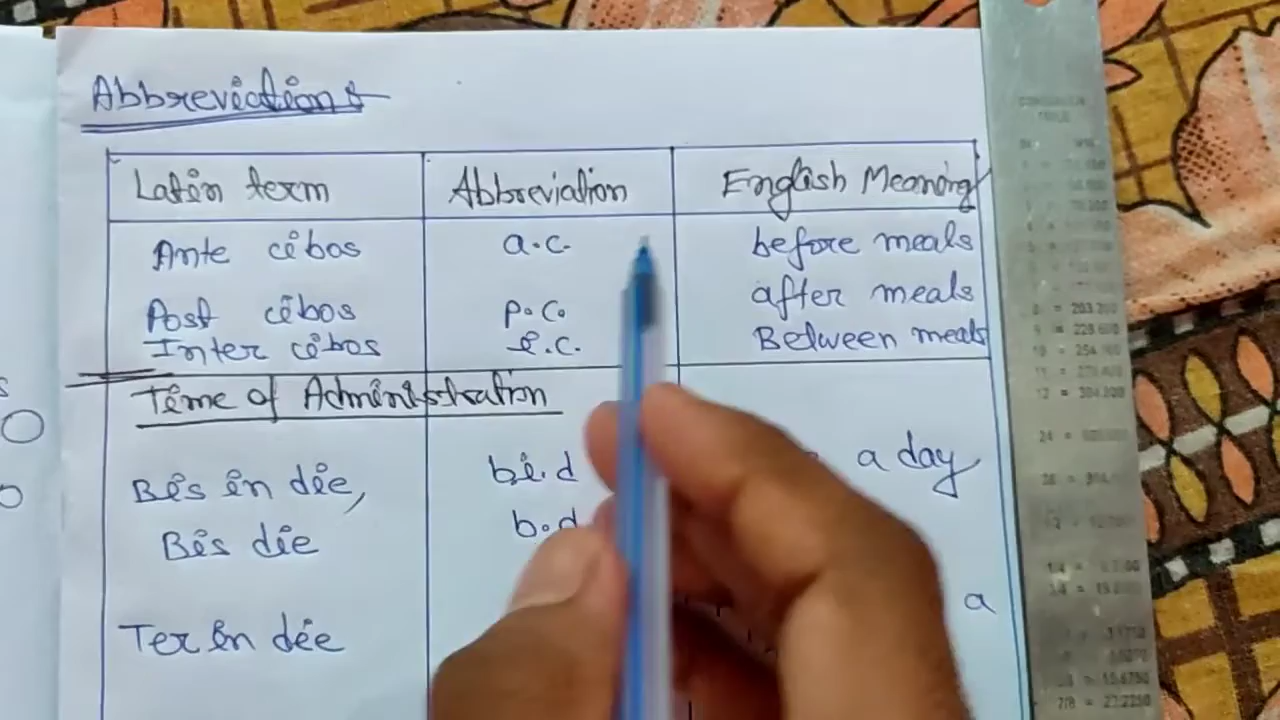 Abbreviations
Latin term Abbreviation English Meaning
Ante cibos a.c. before meals
Post cibos p.c. after meals
Inter cibos i.c. Between meals
Time of Administration
Bis in die, bi.d a day
Bis die b.d
Ter in die a